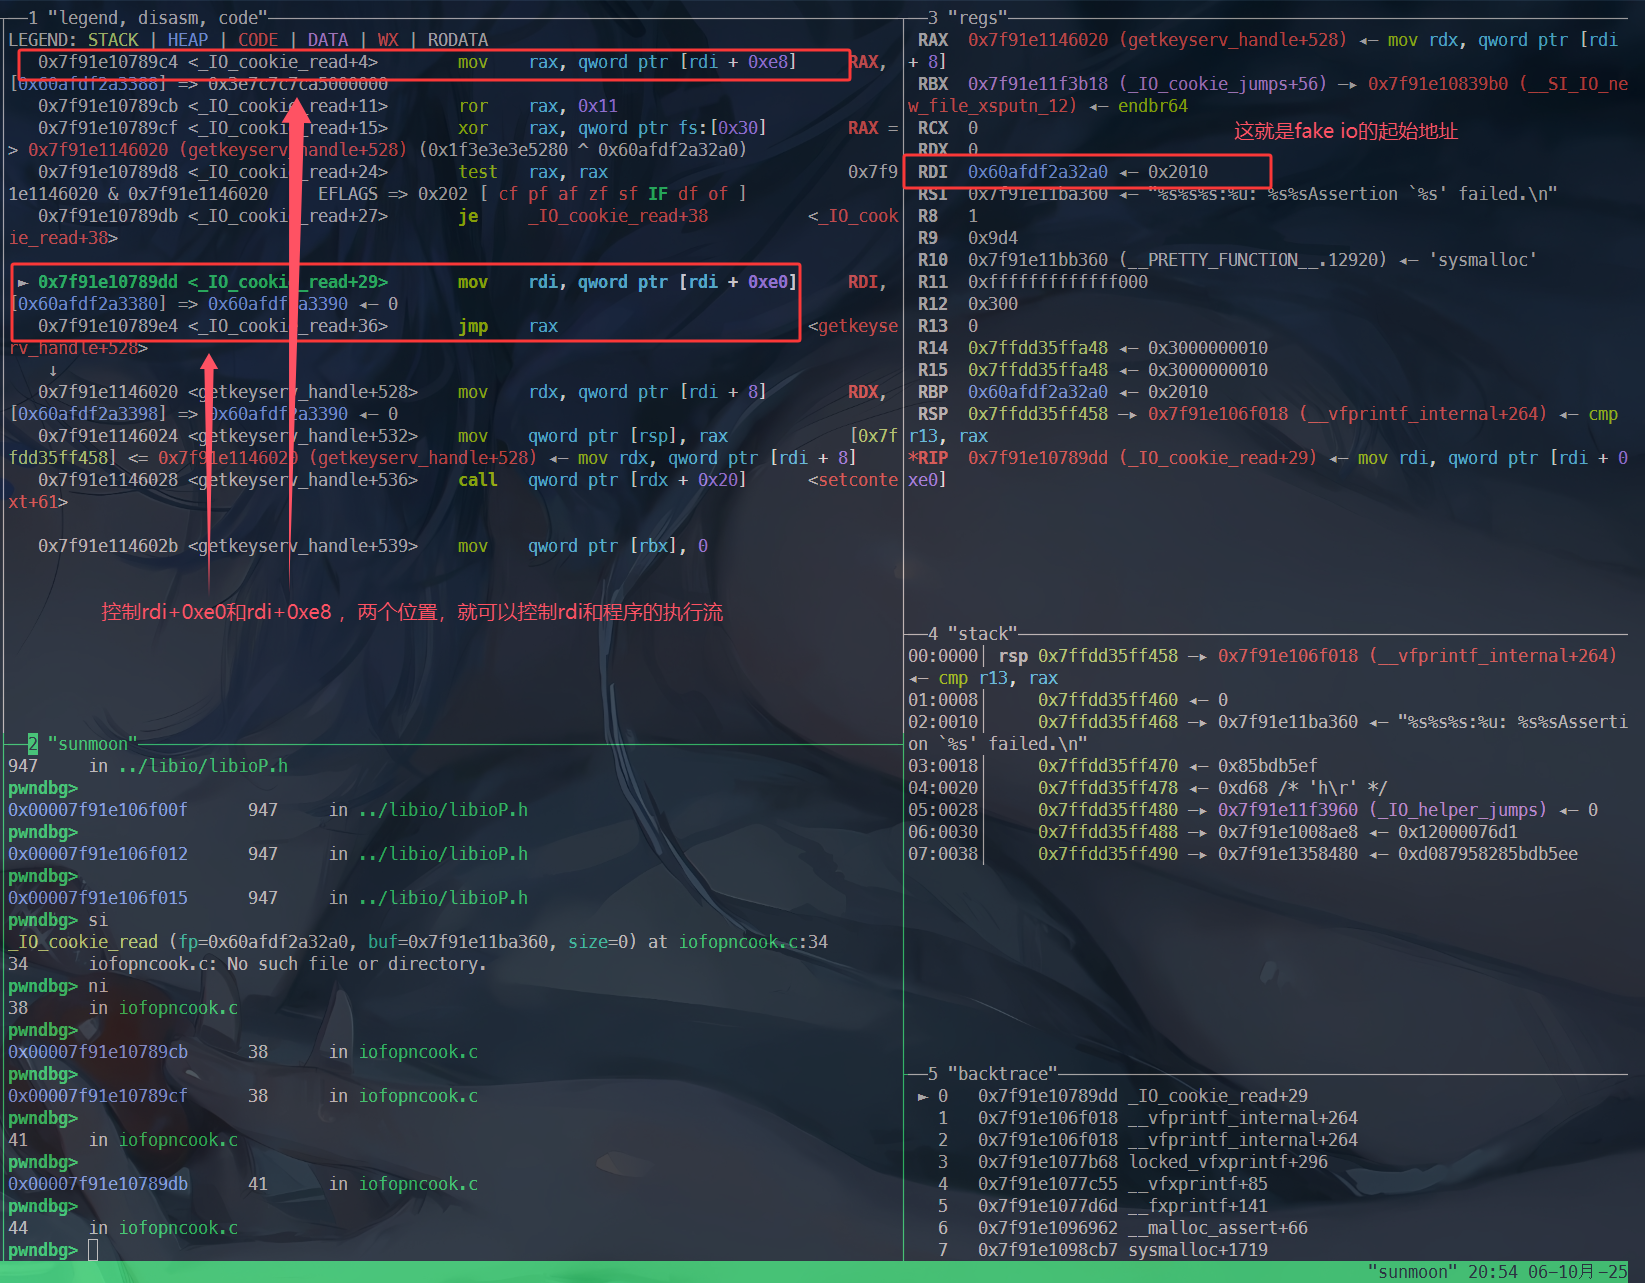 1 "legend, disasm, code"
LEGEND: STACK | HEAP | CODE | DATA | WX | RODATA
0x7f91e10789c4 <_IO_cookie_read+4> mov rax, qword ptr [rdi + 0xe8] RAX,
[0x60afdf2a3388] => 0x3e7c7c7ca5000000
0x7f91e10789cb <_IO_cookie_read+11> ror rax, 0x11
0x7f91e10789cf <_IO_cookie_read+15> xor rax, qword ptr fs:[0x30] RAX =
> 0x7f91e1146020 (getkeyserv_handle+528) (0x1f3e3e3e5280 ^ 0x60afdf2a32a0)
0x7f91e10789d8 <_IO_cookie_read+24> test rax, rax 0x7f9
1e1146020 & 0x7f91e1146020 EFLAGS => 0x202 [ cf pf af zf sf IF df of ]
0x7f91e10789db <_IO_cookie_read+27> je _IO_cookie_read+38 <_IO_cook
ie_read+38>
► 0x7f91e10789dd <_IO_cookie_read+29> mov rdi, qword ptr [rdi + 0xe0] RDI,
[0x60afdf2a3380] => 0x60afdf2a3390 ◂— 0
0x7f91e10789e4 <_IO_cookie_read+36> jmp rax <getkeyse
rv_handle+528>
↓
0x7f91e1146020 <getkeyserv_handle+528> mov rdx, qword ptr [rdi + 8] RDX,
[0x60afdf2a3398] => 0x60afdf2a3390 ◂— 0
0x7f91e1146024 <getkeyserv_handle+532> mov qword ptr [rsp], rax [0x7f
fdd35ff458] <= 0x7f91e1146020 (getkeyserv_handle+528) ◂— mov rdx, qword ptr [rdi + 8]
0x7f91e1146028 <getkeyserv_handle+536> call qword ptr [rdx + 0x20] <setconte
xt+61>
0x7f91e114602b <getkeyserv_handle+539> mov qword ptr [rbx], 0
控制rdi+0xe0和rdi+0xe8，两个位置，就可以控制rdi和程序的执行流
2 "sunmoon"
947 in ../libio/libioP.h
pwndbg>
0x00007f91e106f00f 947 in ../libio/libioP.h
pwndbg>
0x00007f91e106f012 947 in ../libio/libioP.h
pwndbg>
0x00007f91e106f015 947 in ../libio/libioP.h
pwndbg> si
_IO_cookie_read (fp=0x60afdf2a32a0, buf=0x7f91e11ba360, size=0) at iofopncook.c:34
34 iofopncook.c: No such file or directory.
pwndbg> ni
38 in iofopncook.c
pwndbg>
0x00007f91e10789cb 38 in iofopncook.c
pwndbg>
0x00007f91e10789cf 38 in iofopncook.c
pwndbg>
41 in iofopncook.c
pwndbg>
0x00007f91e10789db 41 in iofopncook.c
pwndbg>
44 in iofopncook.c
pwndbg>
3 "regs"
RAX 0x7f91e1146020 (getkeyserv_handle+528) ◂— mov rdx, qword ptr [rdi
+ 8]
RBX 0x7f91e11f3b18 (_IO_cookie_jumps+56) —▸ 0x7f91e10839b0 (__SI_IO_ne
w_file_xsputn_12) ◂— endbr64
RCX 0
这就是fake io的起始地址
RDX 0
RDI 0x60afdf2a32a0 ◂— 0x2010
RSI 0x7f91e11ba360 ◂— "%s%s%s:%u: %s%sAssertion `%s' failed.\n"
R8 1
R9 0x9d4
R10 0x7f91e11bb360 (__PRETTY_FUNCTION__.12920) ◂— 'sysmalloc'
R11 0xfffffffffffff000
R12 0x300
R13 0
R14 0x7ffdd35ffa48 ◂— 0x3000000010
R15 0x7ffdd35ffa48 ◂— 0x3000000010
RBP 0x60afdf2a32a0 ◂— 0x2010
RSP 0x7ffdd35ff458 —▸ 0x7f91e106f018 (__vfprintf_internal+264) ◂— cmp
r13, rax
*RIP 0x7f91e10789dd (_IO_cookie_read+29) ◂— mov rdi, qword ptr [rdi + 0
xe0]
4 "stack"
00:0000│ rsp 0x7ffdd35ff458 —▸ 0x7f91e106f018 (__vfprintf_internal+264)
◂— cmp r13, rax
01:0008│ 0x7ffdd35ff460 ◂— 0
02:0010│ 0x7ffdd35ff468 —▸ 0x7f91e11ba360 ◂— "%s%s%s:%u: %s%sAsserti
on `%s' failed.\n"
03:0018│ 0x7ffdd35ff470 ◂— 0x85bdb5ef
04:0020│ 0x7ffdd35ff478 ◂— 0xd68 /* 'h\r' */
05:0028│ 0x7ffdd35ff480 —▸ 0x7f91e11f3960 (_IO_helper_jumps) ◂— 0
06:0030│ 0x7ffdd35ff488 —▸ 0x7f91e1008ae8 ◂— 0x12000076d1
07:0038│ 0x7ffdd35ff490 —▸ 0x7f91e1358480 ◂— 0xd087958285bdb5ee
5 "backtrace"
► 0 0x7f91e10789dd _IO_cookie_read+29
1 0x7f91e106f018 __vfprintf_internal+264
2 0x7f91e106f018 __vfprintf_internal+264
3 0x7f91e1077b68 locked_vfxprintf+296
4 0x7f91e1077c55 __vfxprintf+85
5 0x7f91e1077d6d __fxprintf+141
6 0x7f91e1096962 __malloc_assert+66
7 0x7f91e1098cb7 sysmalloc+1719
"sunmoon" 20:54 06-10月-25